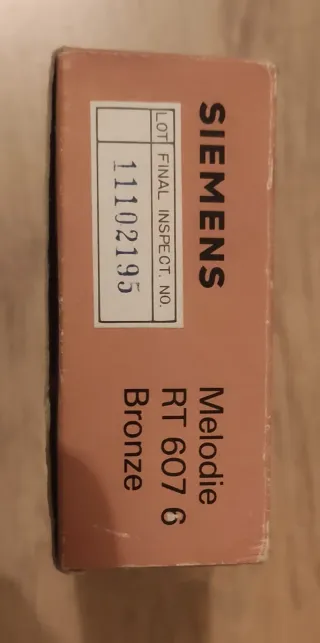 SIEMENS
LOT FINAL INSPECT. NO.
11102195
Melodie
RT 607 6
Bronze